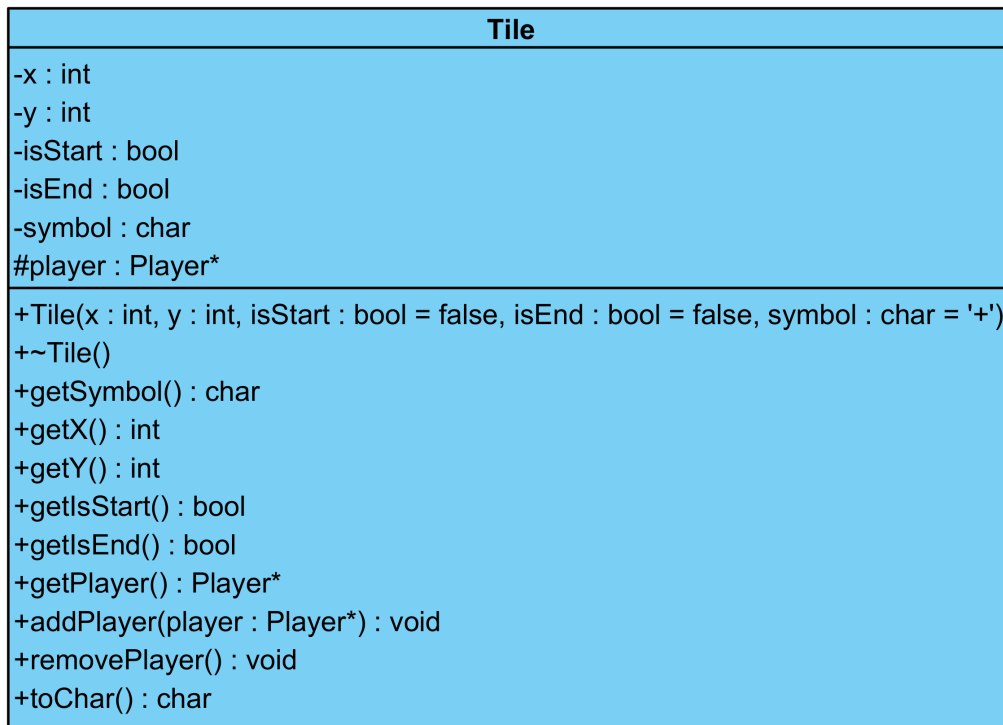 Tile
-x : int
-y : int
-isStart : bool
-isEnd : bool
-symbol : char
#player : Player*
+Tile(x : int, y : int, isStart : bool = false, isEnd : bool = false, symbol : char = '+')
+~Tile()
+getSymbol() : char
+getX() : int
+getY() : int
+getIsStart() : bool
+getIsEnd() : bool
+getPlayer() : Player*
+addPlayer(player : Player*) : void
+removePlayer() : void
+toChar() : char